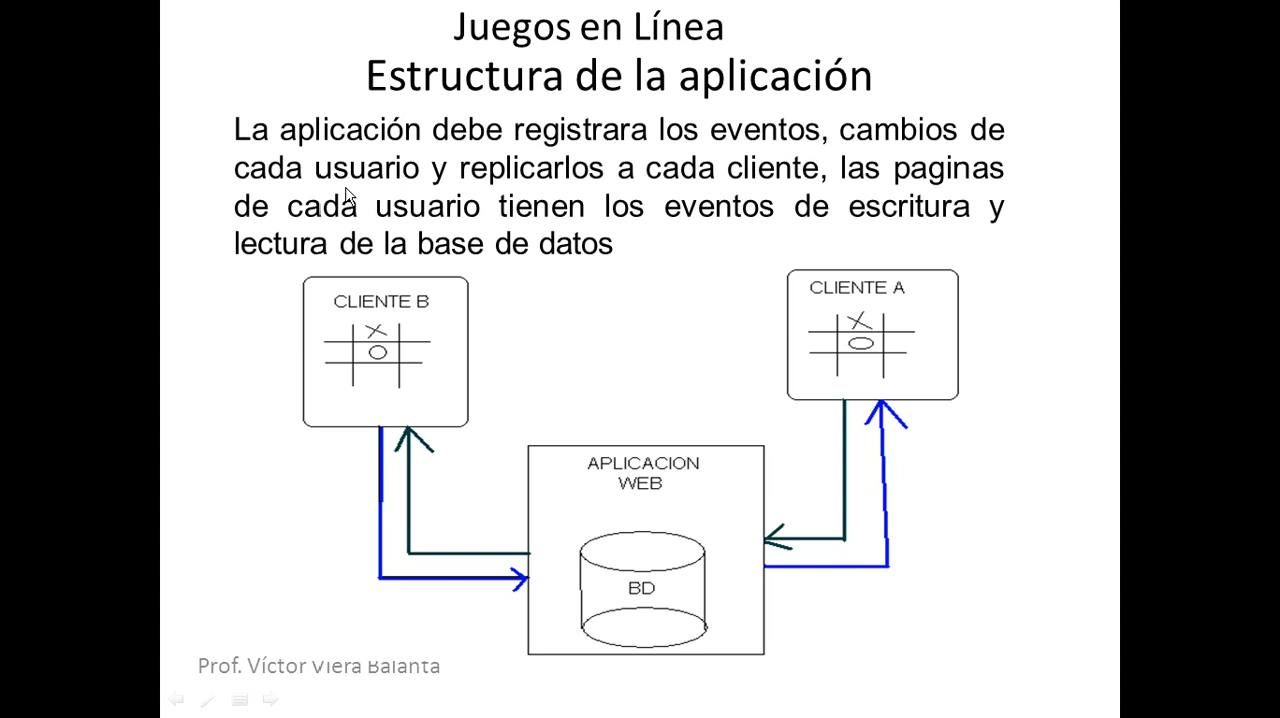 Juegos en Línea
Estructura de la aplicación
La aplicación debe registrara los eventos, cambios de
cada usuario y replicarlos a cada cliente, las paginas
de cada usuario tienen los eventos de escritura y
lectura de la base de datos
CLIENTE B
X
O
CLIENTE A
X
O
APLICACION
WEB
BD
Prof. Víctor Viera Balanta